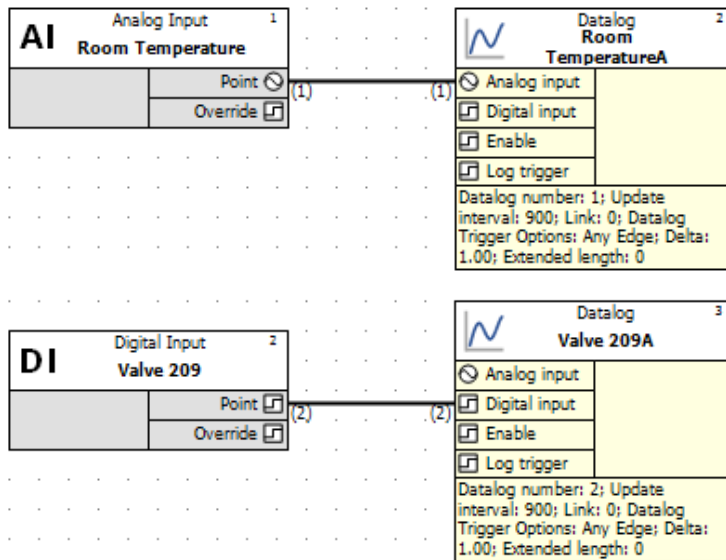 AI
Analog Input 1
Room Temperature
Point
Override
(1)
(1)
Datalog 2
Room
TemperatureA
Analog input
Digital input
Enable
Log trigger
Datalog number: 1; Update
interval: 900; Link: 0; Datalog
Trigger Options: Any Edge; Delta:
1.00; Extended length: 0
DI
Digital Input 2
Valve 209
Point
Override
(2)
(2)
Datalog 3
Valve 209A
Analog input
Digital input
Enable
Log trigger
Datalog number: 2; Update
interval: 900; Link: 0; Datalog
Trigger Options: Any Edge; Delta:
1.00; Extended length: 0